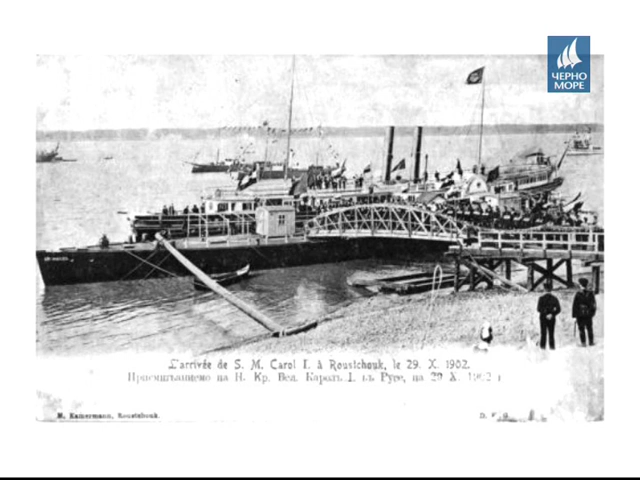 ЧЕРНО
МОРЕ
L'arrivée de S. M. Carol I. à Roustchouk, le 29. X. 1902.
на Н. Кр. Вел. Каролъ I. въ Русе, на 29 X. 1902 г
M. Kamermann, Roustchouk.